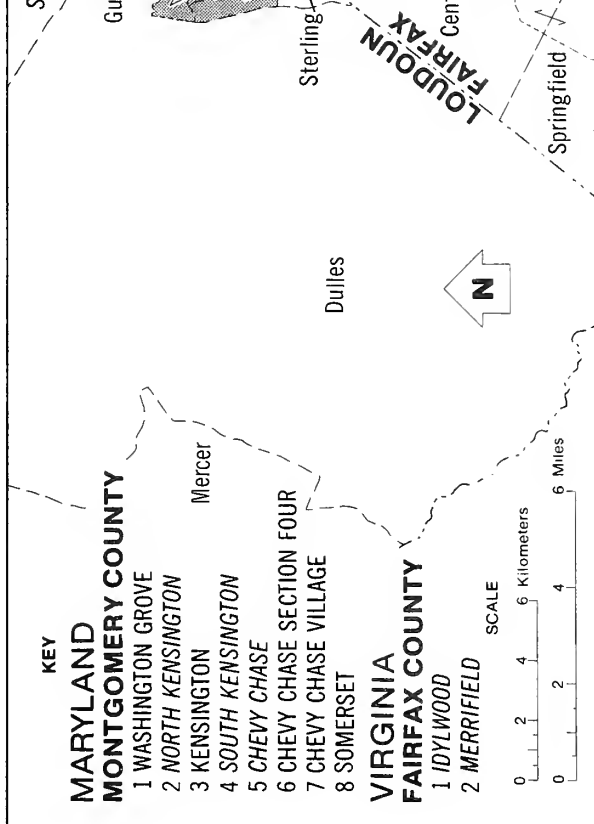 KEY
MARYLAND
MONTGOMERY COUNTY
1 WASHINGTON GROVE
2 NORTH KENSINGTON
3 KENSINGTON
4 SOUTH KENSINGTON
5 CHEVY CHASE
6 CHEVY CHASE SECTION FOUR
7 CHEVY CHASE VILLAGE
8 SOMERSET
VIRGINIA
FAIRFAX COUNTY
1 IDYLWOOD
2 MERRIFIELD
SCALE
0 2 4 6 Kilometers
0 2 4 6 Miles
Mercer
Dulles
N
S
Gu
Sterling
LOUDOUN
FAIRFAX
Cent
Springfield